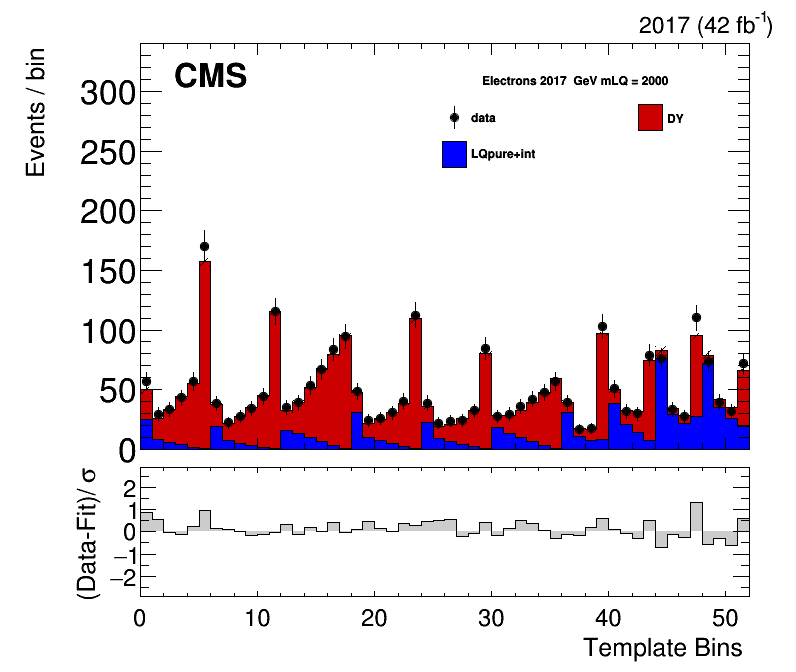 2017 (42 fb-1)
CMS
Electrons 2017 GeV mLQ = 2000
data
DY
LQpure+int
Events / bin
300
250
200
150
100
50
0
(Data-Fit)/ σ
2
1
0
−1
−2
0 10 20 30 40 50
Template Bins